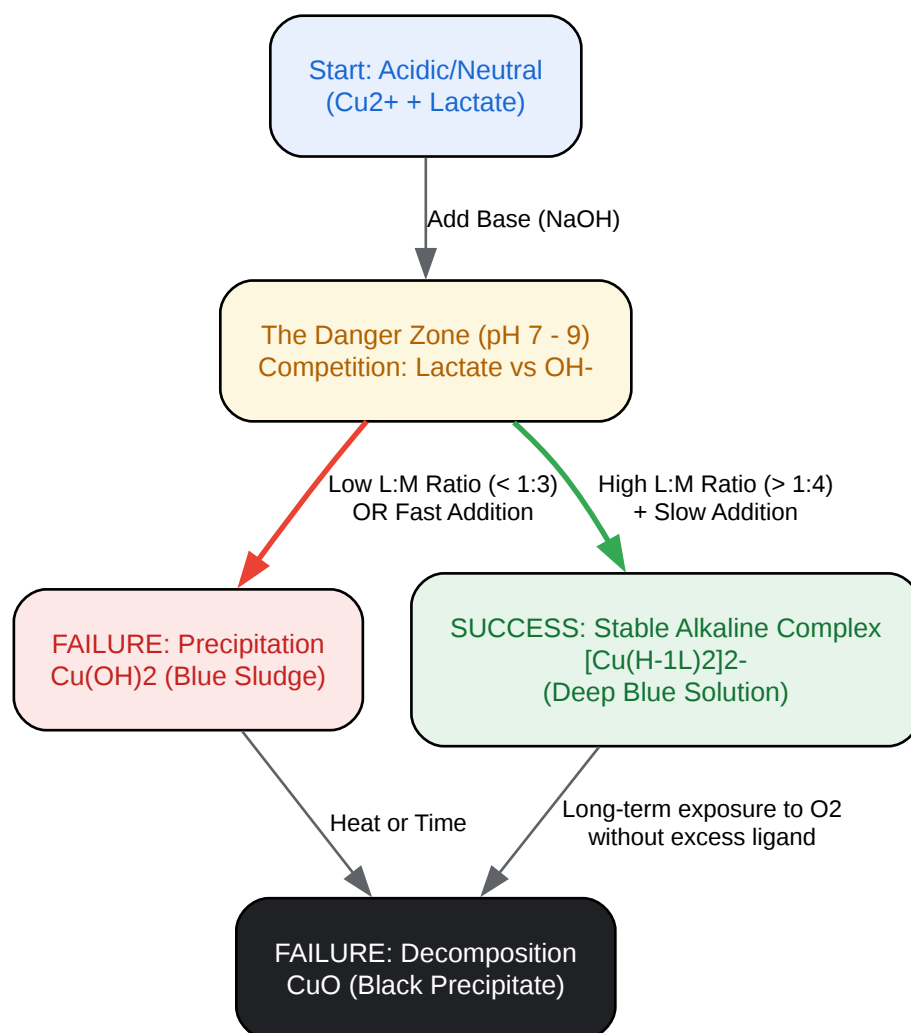 Start: Acidic/Neutral
(Cu2+ + Lactate)
Add Base (NaOH)
The Danger Zone (pH 7 - 9)
Competition: Lactate vs OH-
Low L:M Ratio (< 1:3)
OR Fast Addition
High L:M Ratio (> 1:4)
+ Slow Addition
FAILURE: Precipitation
Cu(OH)2 (Blue Sludge)
SUCCESS: Stable Alkaline Complex
[Cu(H-1L)2]2-
(Deep Blue Solution)
Heat or Time
Long-term exposure to O2
without excess ligand
FAILURE: Decomposition
CuO (Black Precipitate)